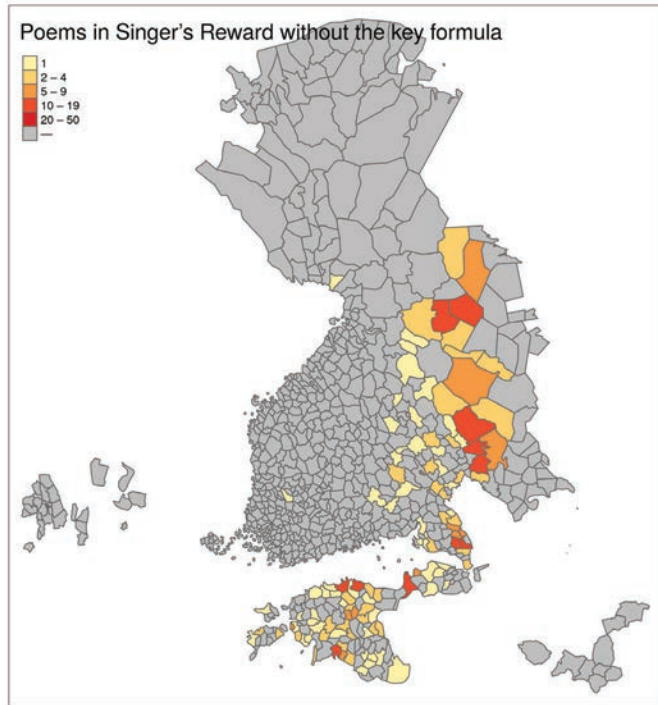 Poems in Singer's Reward without the key formula
1
2 – 4
5 – 9
10 – 19
20 – 50
—